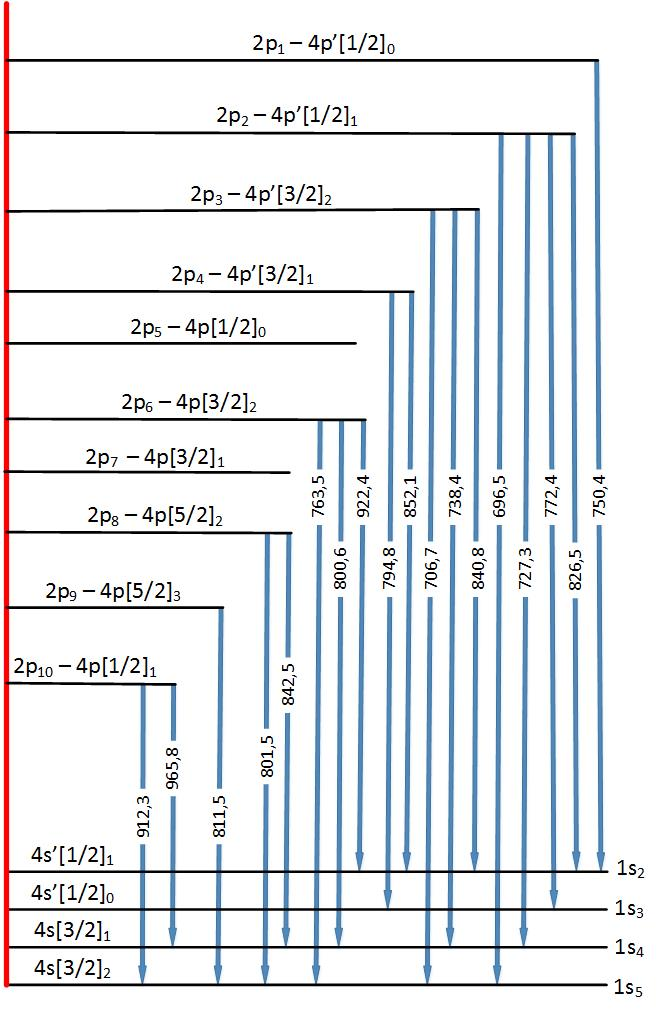 2p₁ – 4p′[1/2]₀
2p₂ – 4p′[1/2]₁
2p₃ – 4p′[3/2]₂
2p₄ – 4p′[3/2]₁
2p₅ – 4p[1/2]₀
2p₆ – 4p[3/2]₂
2p₇ – 4p[3/2]₁
2p₈ – 4p[5/2]₂
2p₉ – 4p[5/2]₃
2p₁₀ – 4p[1/2]₁
912,3
965,8
811,5
801,5
842,5
763,5
800,6
922,4
794,8
852,1
706,7
738,4
840,8
696,5
727,3
772,4
826,5
750,4
4s′[1/2]₁
1s₂
4s′[1/2]₀
1s₃
4s[3/2]₁
1s₄
4s[3/2]₂
1s₅